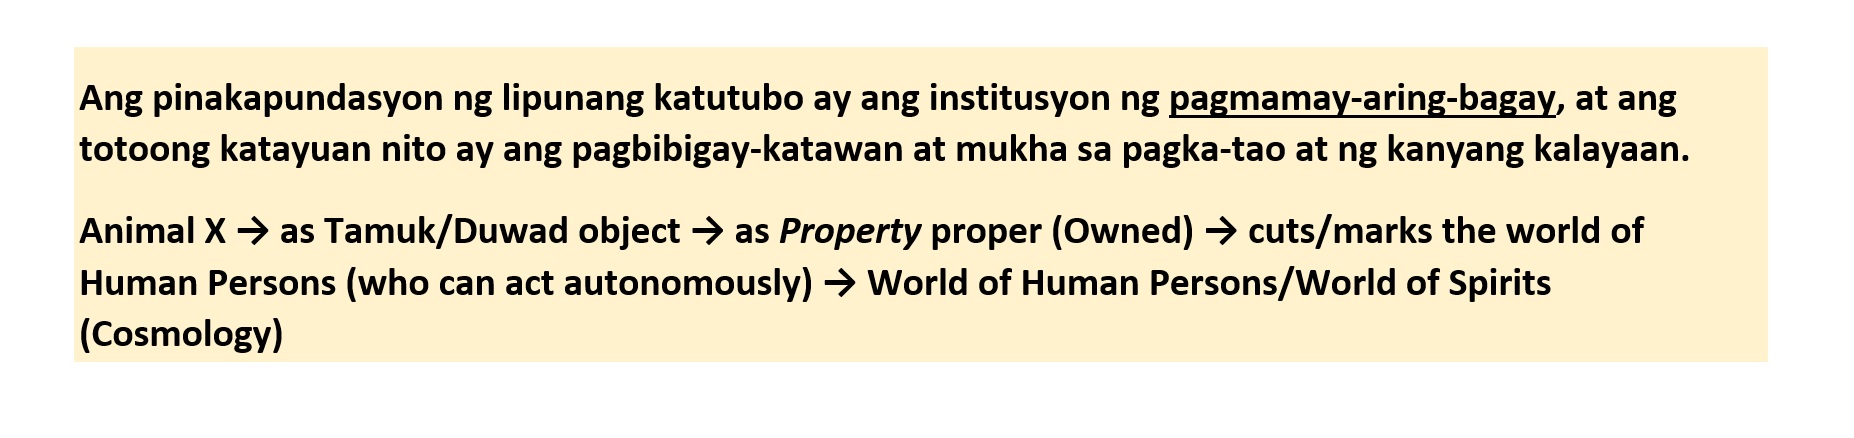 Ang pinakapundasyon ng lipunang katutubo ay ang institusyon ng pagmamay-aring-bagay, at ang
totoong katayuan nito ay ang pagbibigay-katawan at mukha sa pagka-tao at ng kanyang kalayaan.
Animal X → as Tamuk/Duwad object → as Property proper (Owned) → cuts/marks the world of
Human Persons (who can act autonomously) → World of Human Persons/World of Spirits
(Cosmology)